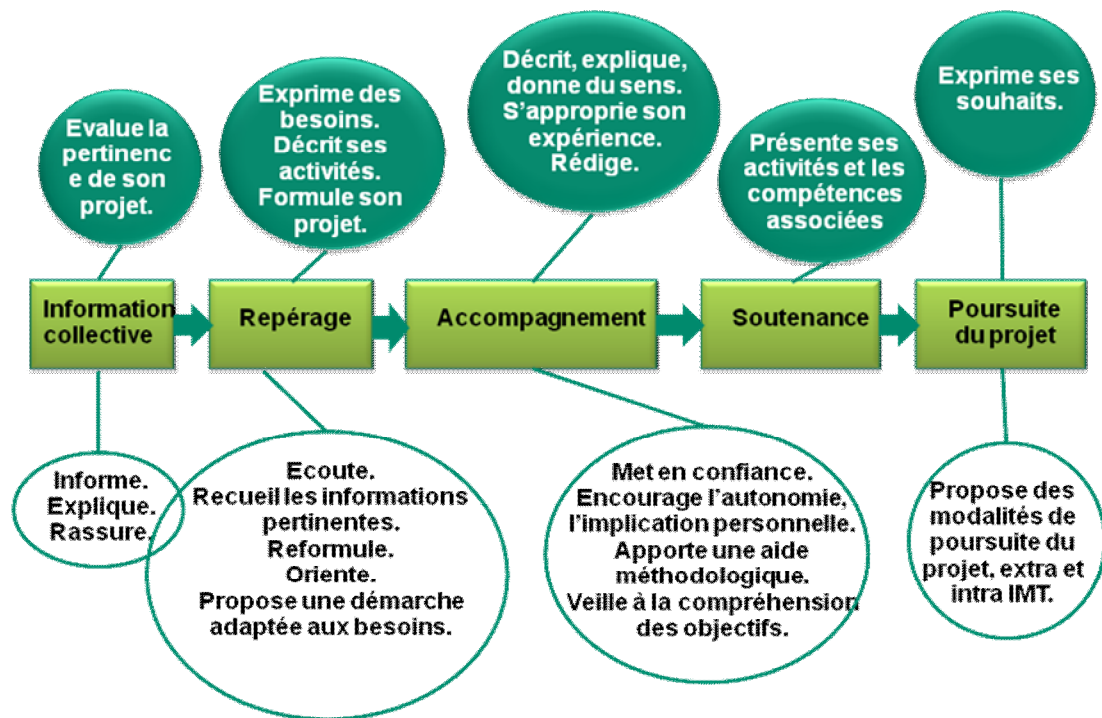 Evalue la
pertinenc
e de son
projet.
Exprime des
besoins.
Décrit ses
activités.
Formule son
projet.
Décrit, explique,
donne du sens.
S'approprie son
expérience.
Rédige.
Présente ses
activités et les
compétences
associées
Exprime ses
souhaits.
Information
collective
Repérage
Accompagnement
Soutenance
Poursuite
du projet
Informe.
Explique.
Rassure.
Ecoute.
Recueil les informations
pertinentes.
Reformule.
Oriente.
Propose une démarche
adaptée aux besoins.
Met en confiance.
Encourage l'autonomie,
l'implication personnelle.
Apporte une aide
méthodologique.
Veille à la compréhension
des objectifs.
Propose des
modalités de
poursuite du
projet, extra et
intra IMT.